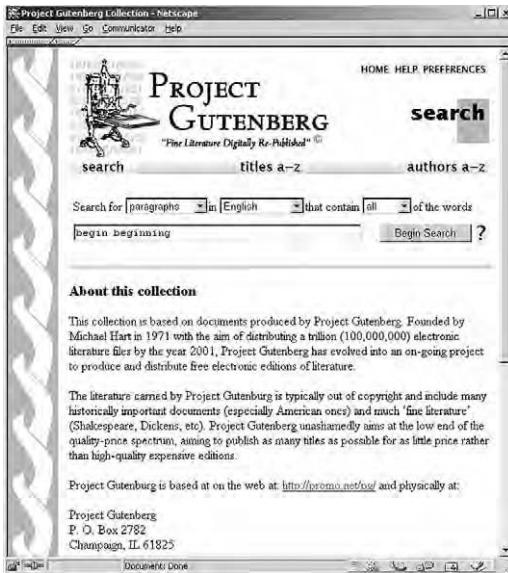 Project Gutenberg Collection - Netscape
File Edit View Go Communicator Help
HOME HELP PREFERENCES
PROJECT
GUTENBERG
"Fine Literature Digitally Re-Published" ©
search
search titles a-z authors a-z
Search for paragraphs in English that contain all of the words
begin beginning Begin Search ?
About this collection
This collection is based on documents produced by Project Gutenberg. Founded by
Michael Hart in 1971 with the aim of distributing a trillion (100,000,000) electronic
literature files by the year 2001, Project Gutenberg has evolved into an on-going project
to produce and distribute free electronic editions of literature.
The literature carried by Project Gutenburg is typically out of copyright and include many
historically important documents (especially American ones) and much 'fine literature'
(Shakespeare, Dickens, etc). Project Gutenberg unashamedly aims at the low end of the
quality-price spectrum, aiming to publish as many titles as possible for as little price rather
than high-quality expensive editions.
Project Gutenburg is based at on the web at: http://promo.net/pg/ and physically at:
Project Gutenberg
P. O. Box 2782
Champaign, IL 61825
Document: Done